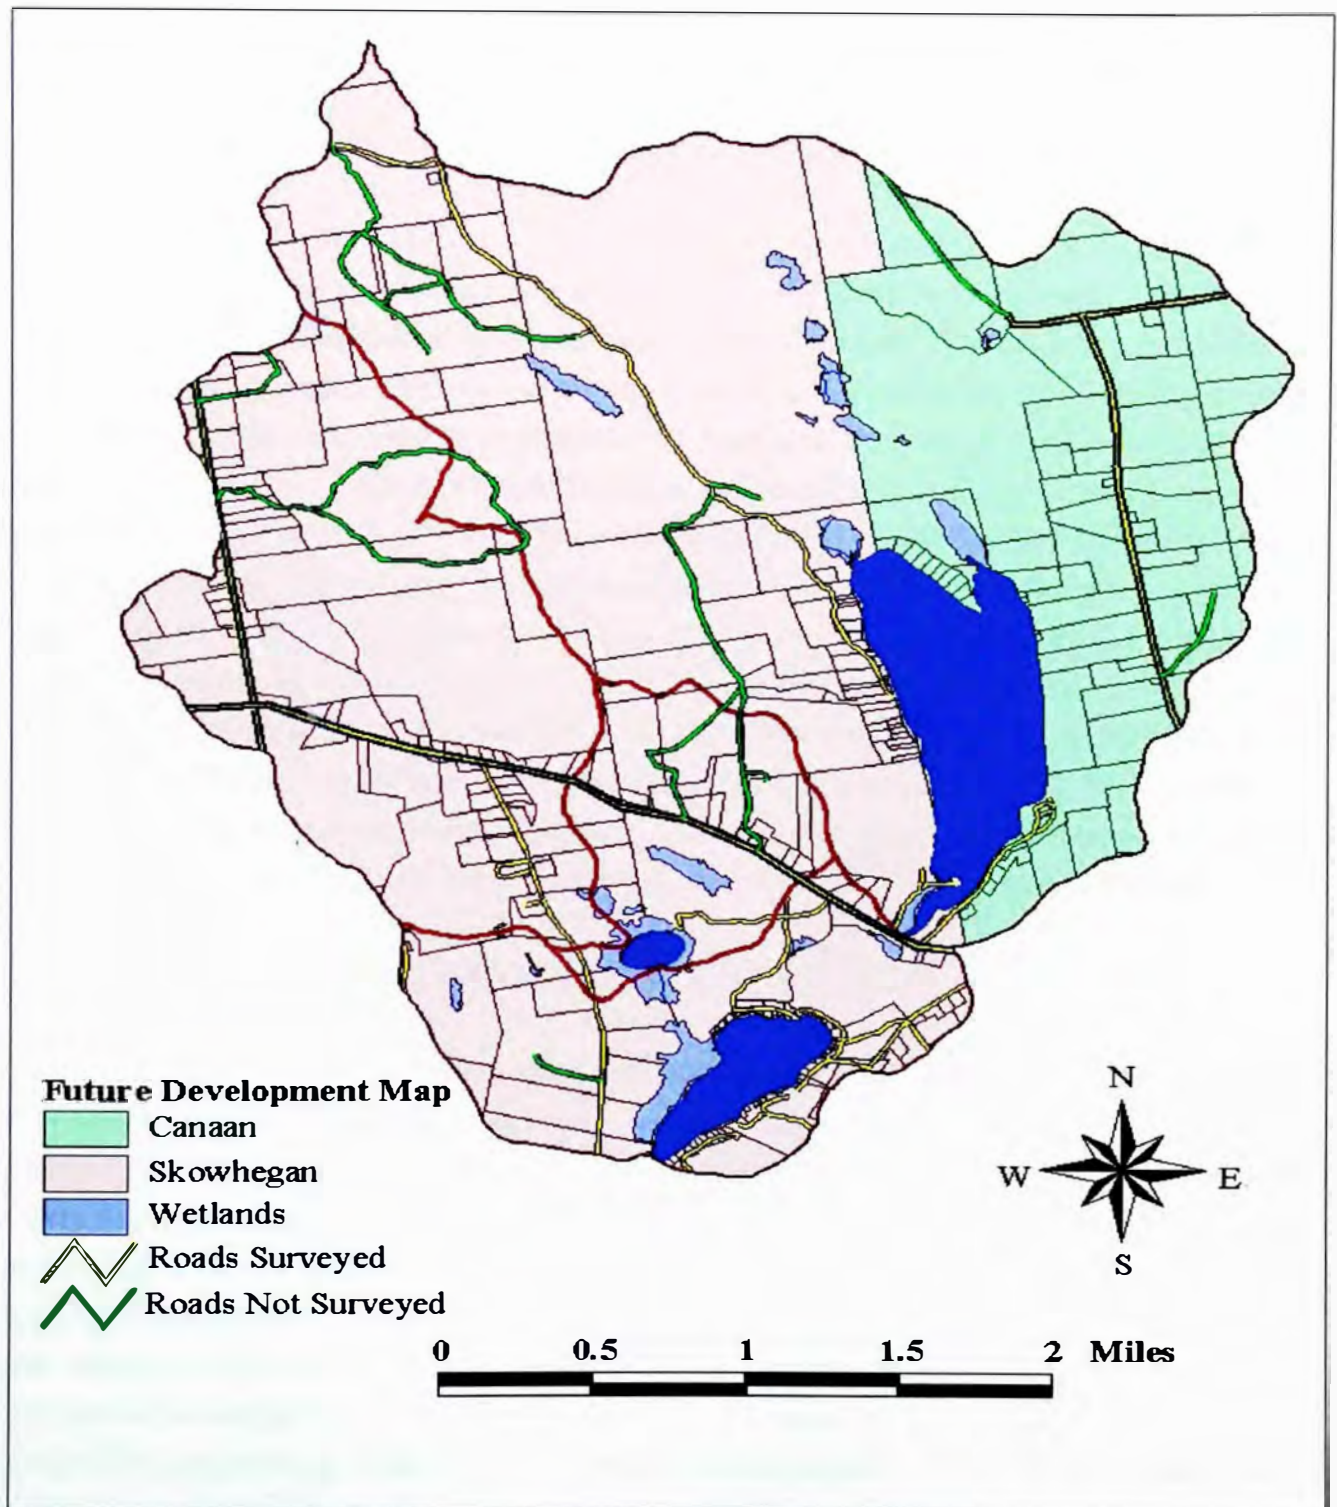 Future Development Map
Canaan
Skowhegan
Wetlands
Roads Surveyed
Roads Not Surveyed
N
W E
S
0 0.5 1 1.5 2 Miles